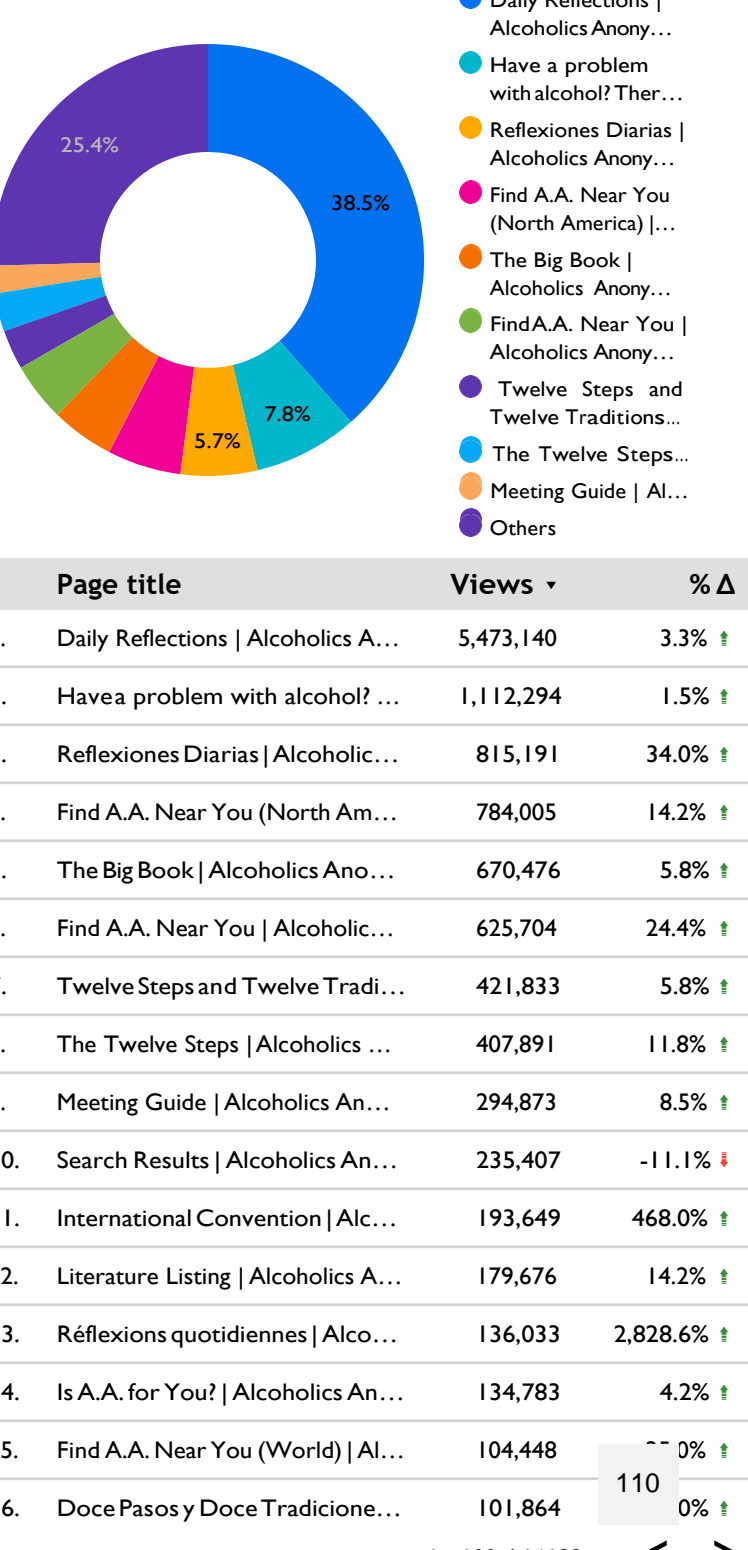 Daily Reflections |
Alcoholics Anony…
Have a problem
with alcohol? Ther…
Reflexiones Diarias |
Alcoholics Anony…
Find A.A. Near You
(North America) |…
The Big Book |
Alcoholics Anony…
Find A.A. Near You |
Alcoholics Anony…
Twelve Steps and
Twelve Traditions...
The Twelve Steps...
Meeting Guide | Al…
Others
25.4%
38.5%
7.8%
5.7%
Page title Views ▼ % Δ
. Daily Reflections | Alcoholics A… 5,473,140 3.3%
. Have a problem with alcohol? … 1,112,294 1.5%
. Reflexiones Diarias | Alcoholic… 815,191 34.0%
. Find A.A. Near You (North Am… 784,005 14.2%
. The Big Book | Alcoholics Ano… 670,476 5.8%
. Find A.A. Near You | Alcoholic… 625,704 24.4%
. Twelve Steps and Twelve Tradi… 421,833 5.8%
. The Twelve Steps | Alcoholics … 407,891 11.8%
. Meeting Guide | Alcoholics An… 294,873 8.5%
0. Search Results | Alcoholics An… 235,407 -11.1%
1. International Convention | Alc… 193,649 468.0%
2. Literature Listing | Alcoholics A… 179,676 14.2%
3. Réflexions quotidiennes | Alco… 136,033 2,828.6%
4. Is A.A. for You? | Alcoholics An… 134,783 4.2%
5. Find A.A. Near You (World) | Al… 104,448
6. Doce Pasos y Doce Tradicione… 101,864
110